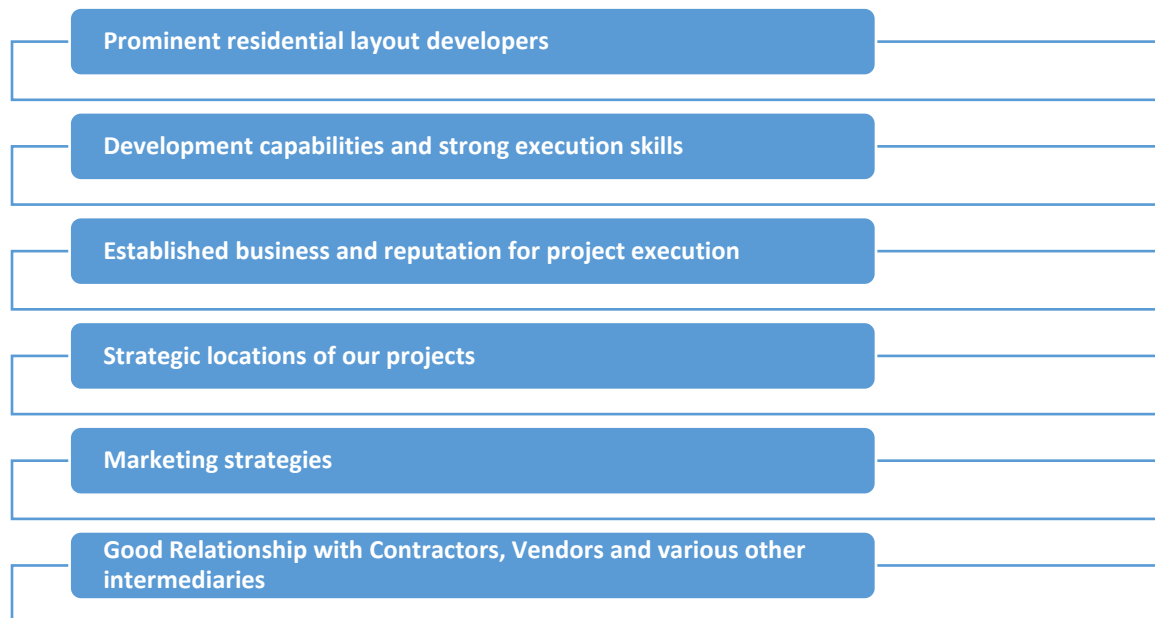 Prominent residential layout developers
Development capabilities and strong execution skills
Established business and reputation for project execution
Strategic locations of our projects
Marketing strategies
Good Relationship with Contractors, Vendors and various other
intermediaries